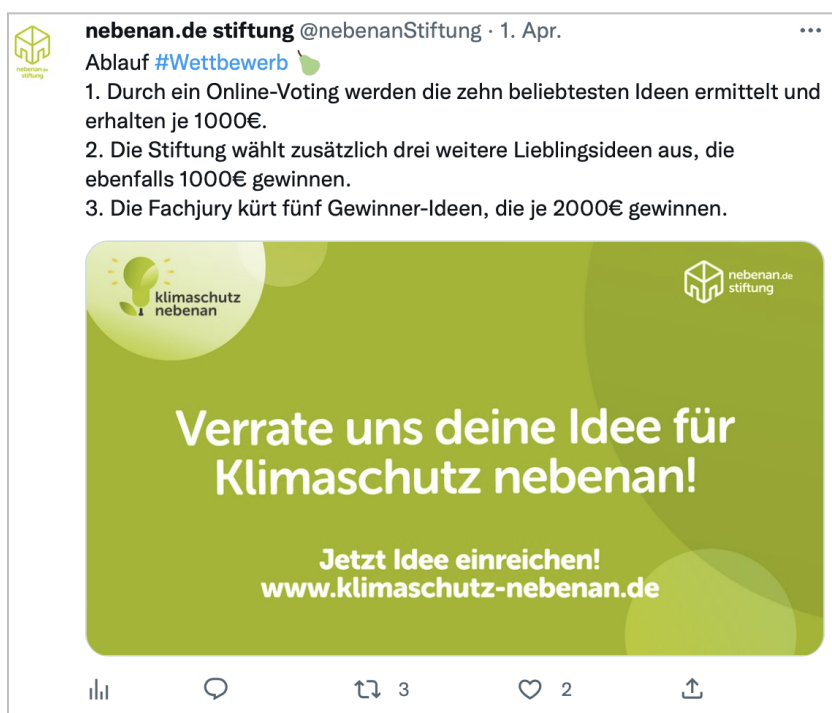 nebenan.de stiftung @nebenanStiftung · 1. Apr.
nebenan.de
stiftung
Ablauf #Wettbewerb 🍐
1. Durch ein Online-Voting werden die zehn beliebtesten Ideen ermittelt und
erhalten je 1000€.
2. Die Stiftung wählt zusätzlich drei weitere Lieblingsideen aus, die
ebenfalls 1000€ gewinnen.
3. Die Fachjury kürt fünf Gewinner-Ideen, die je 2000€ gewinnen.
klimaschutz
nebenan
nebenan.de
stiftung
Verrate uns deine Idee für
Klimaschutz nebenan!
Jetzt Idee einreichen!
www.klimaschutz-nebenan.de
3
2